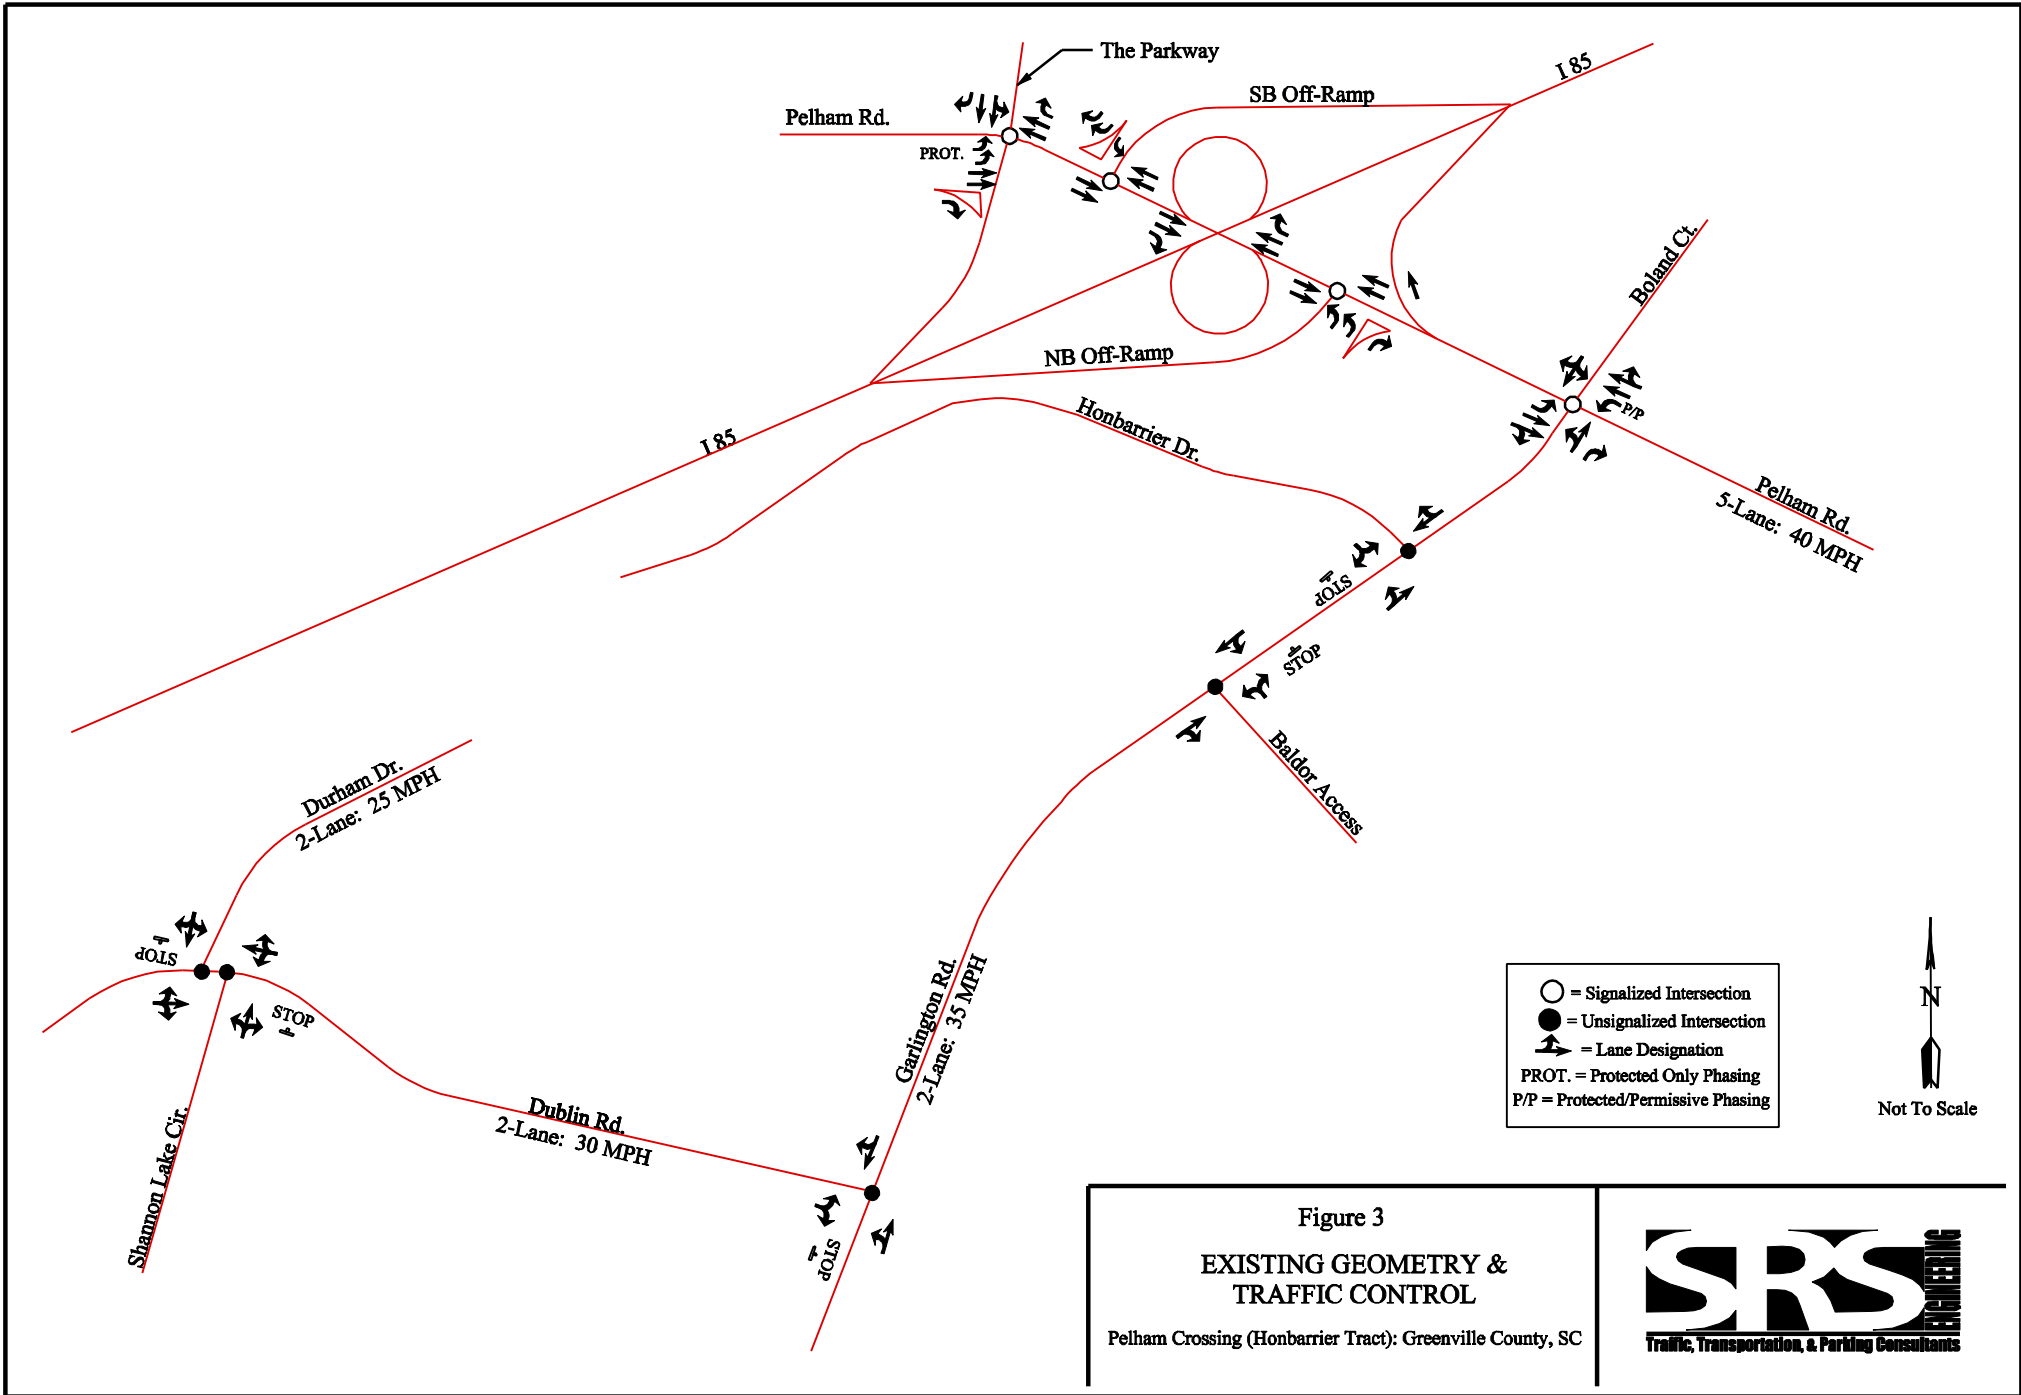 The Parkway
I 85
SB Off-Ramp
Pelham Rd.
PROT.
Boland Ct.
NB Off-Ramp
P/P
Honbarrier Dr.
I 85
Pelham Rd.
5-Lane: 40 MPH
STOP
STOP
Baldor Access
Durham Dr.
2-Lane: 25 MPH
STOP
STOP
Garlington Rd.
2-Lane: 35 MPH
Dublin Rd.
2-Lane: 30 MPH
Shannon Lake Cir.
STOP
= Signalized Intersection
= Unsignalized Intersection
= Lane Designation
PROT. = Protected Only Phasing
P/P = Protected/Permissive Phasing
N
Not To Scale
Figure 3
EXISTING GEOMETRY &
TRAFFIC CONTROL
Pelham Crossing (Honbarrier Tract): Greenville County, SC
SRS
ENGINEERING
Traffic, Transportation, & Parking Consultants